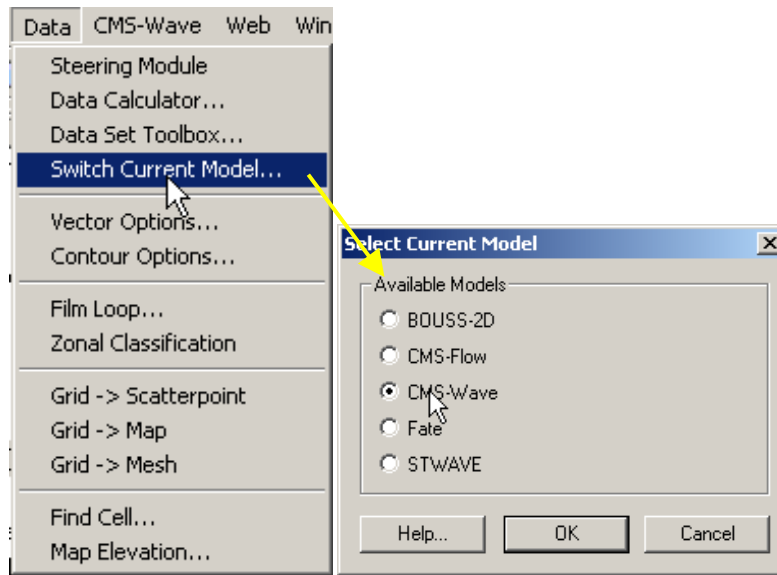 Data CMS-Wave Web Win
Steering Module
Data Calculator...
Data Set Toolbox...
Switch Current Model...
Vector Options...
Contour Options...
Film Loop...
Zonal Classification
Grid -> Scatterpoint
Grid -> Map
Grid -> Mesh
Find Cell...
Map Elevation...
Select Current Model
Available Models
BOUSS-2D
CMS-Flow
CMS-Wave
Fate
STWAVE
Help... OK Cancel